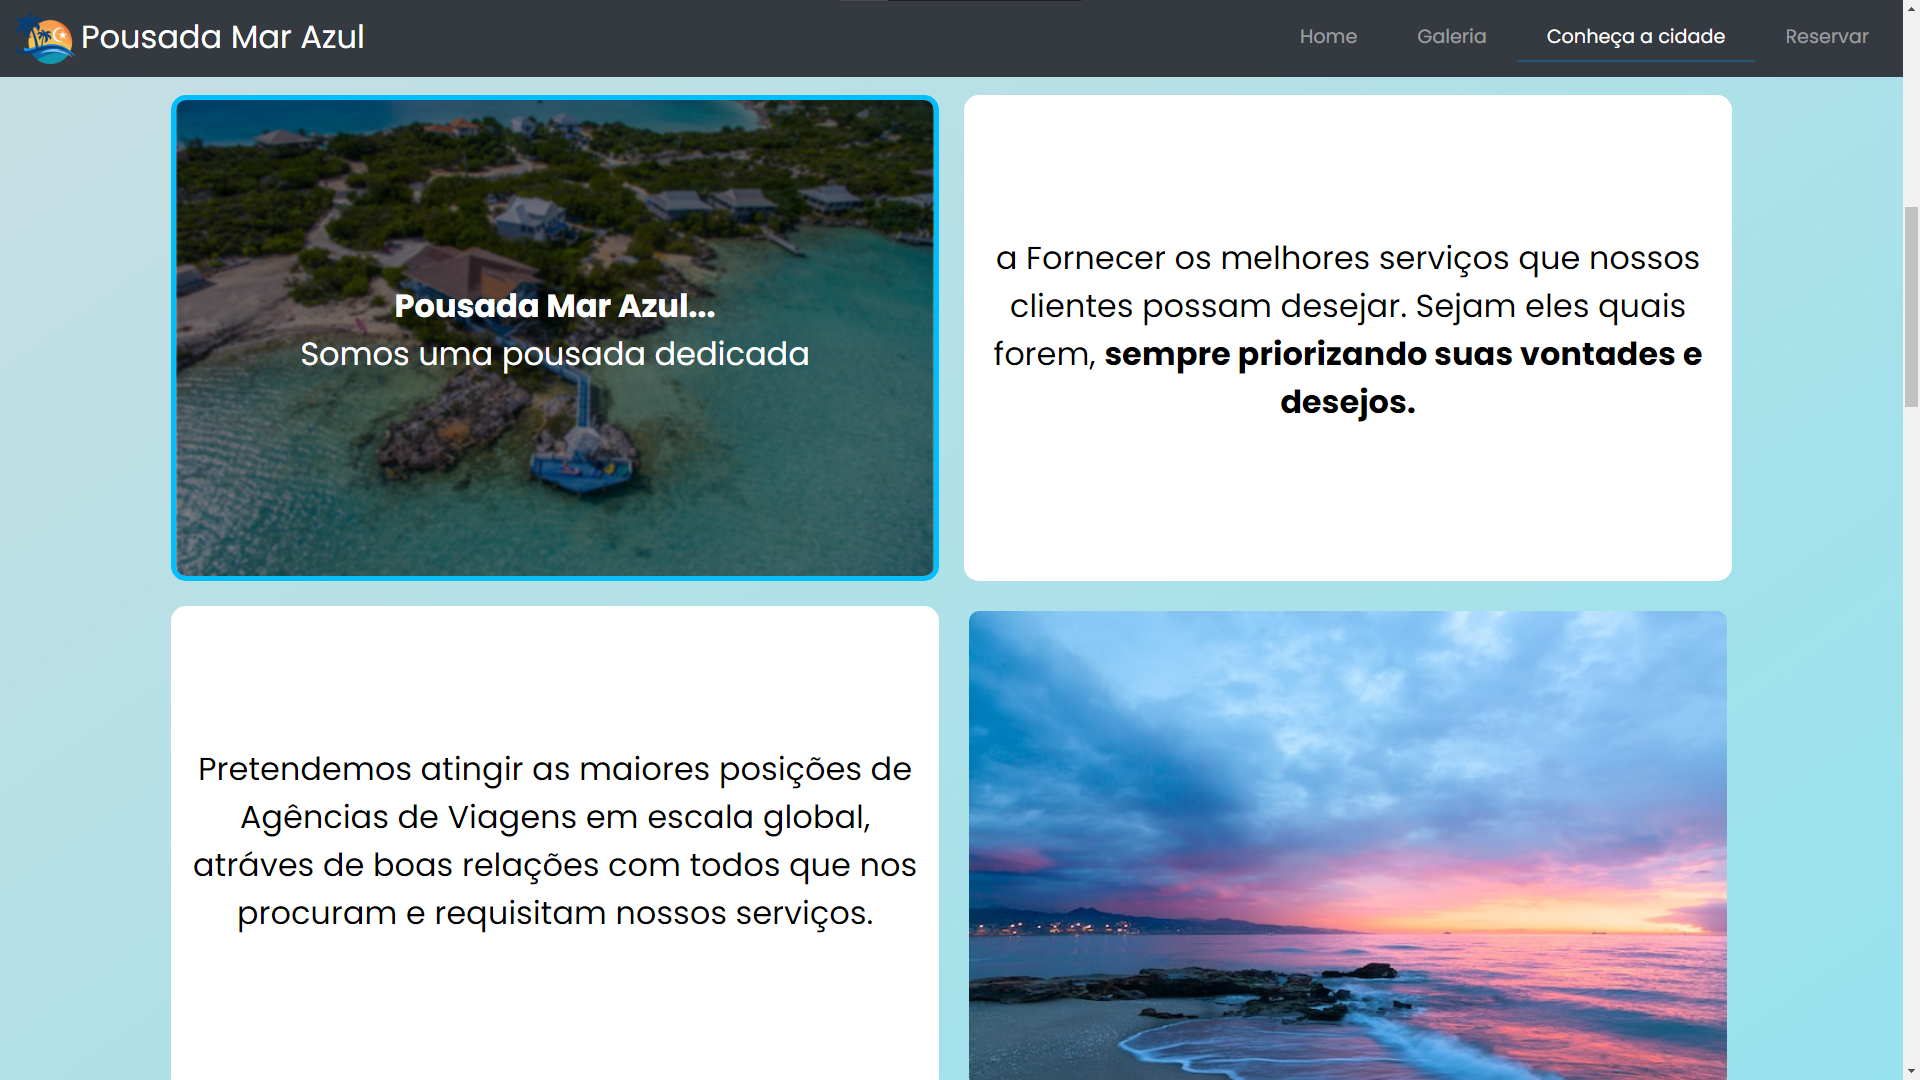 Pousada Mar Azul
Home
Galeria
Conheça a cidade
Reservar
Pousada Mar Azul...
Somos uma pousada dedicada
a Fornecer os melhores serviços que nossos
clientes possam desejar. Sejam eles quais
forem, sempre priorizando suas vontades e
desejos.
Pretendemos atingir as maiores posições de
Agências de Viagens em escala global,
atráves de boas relações com todos que nos
procuram e requisitam nossos serviços.